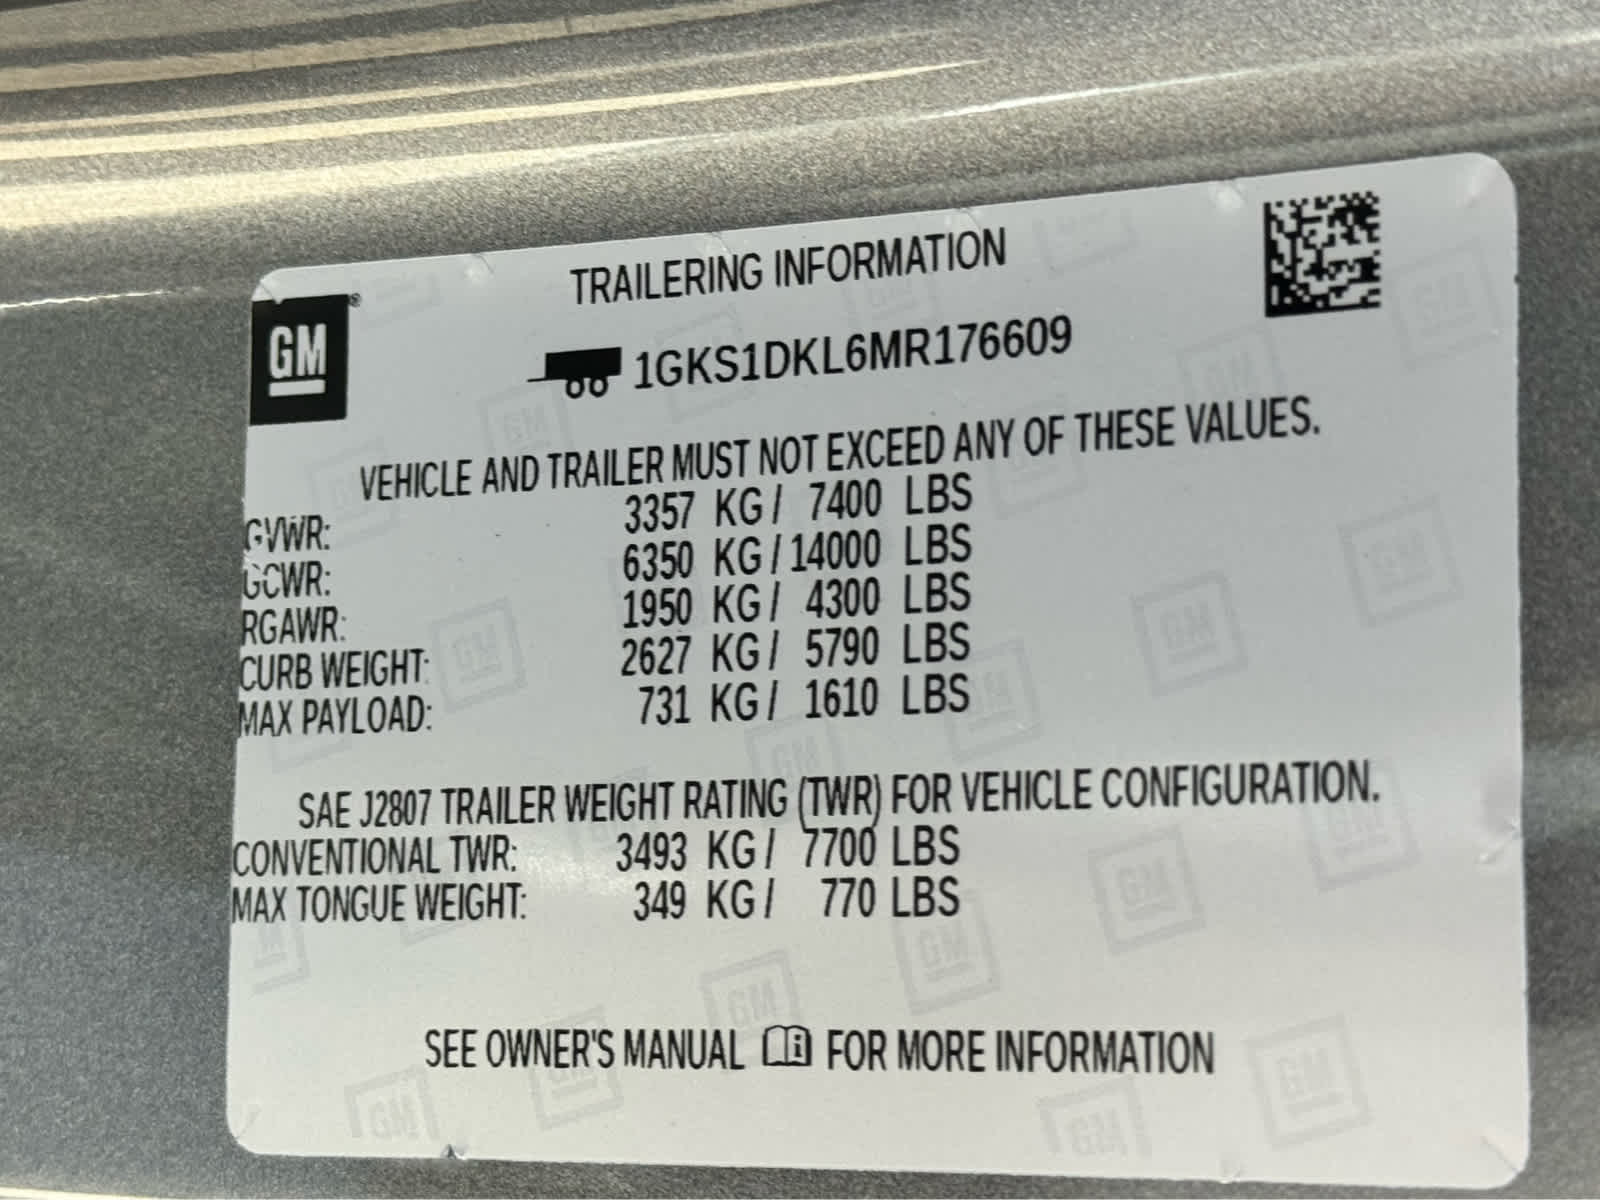 TRAILERING INFORMATION
GM®
1GKS1DKL6MR176609
VEHICLE AND TRAILER MUST NOT EXCEED ANY OF THESE VALUES.
GVWR: 3357 KG / 7400 LBS
GCWR: 6350 KG / 14000 LBS
RGAWR: 1950 KG / 4300 LBS
CURB WEIGHT: 2627 KG / 5790 LBS
MAX PAYLOAD: 731 KG / 1610 LBS
SAE J2807 TRAILER WEIGHT RATING (TWR) FOR VEHICLE CONFIGURATION.
CONVENTIONAL TWR: 3493 KG / 7700 LBS
MAX TONGUE WEIGHT: 349 KG / 770 LBS
SEE OWNER'S MANUAL FOR MORE INFORMATION